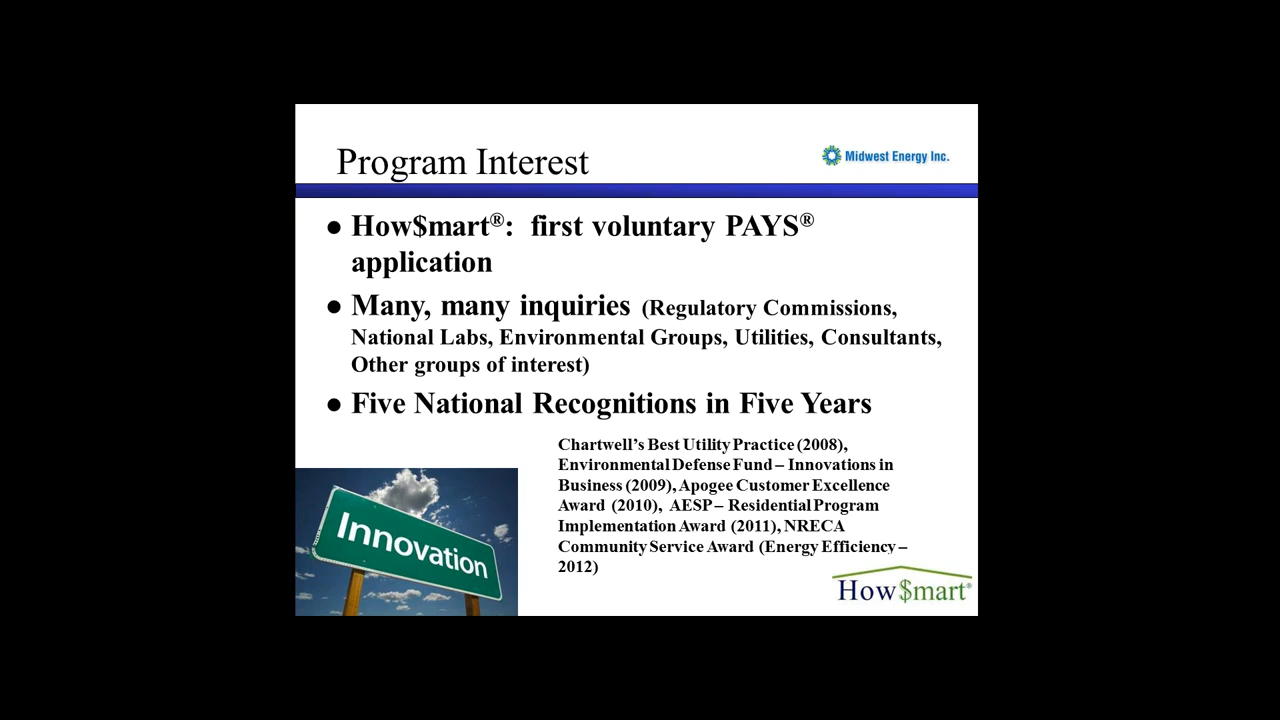 Program Interest
Midwest Energy Inc.
● How$mart®: first voluntary PAYS®
application
● Many, many inquiries (Regulatory Commissions,
National Labs, Environmental Groups, Utilities, Consultants,
Other groups of interest)
● Five National Recognitions in Five Years
Chartwell's Best Utility Practice (2008),
Environmental Defense Fund – Innovations in
Business (2009), Apogee Customer Excellence
Award (2010), AESP – Residential Program
Implementation Award (2011), NRECA
Community Service Award (Energy Efficiency –
2012)
Innovation
How$mart®